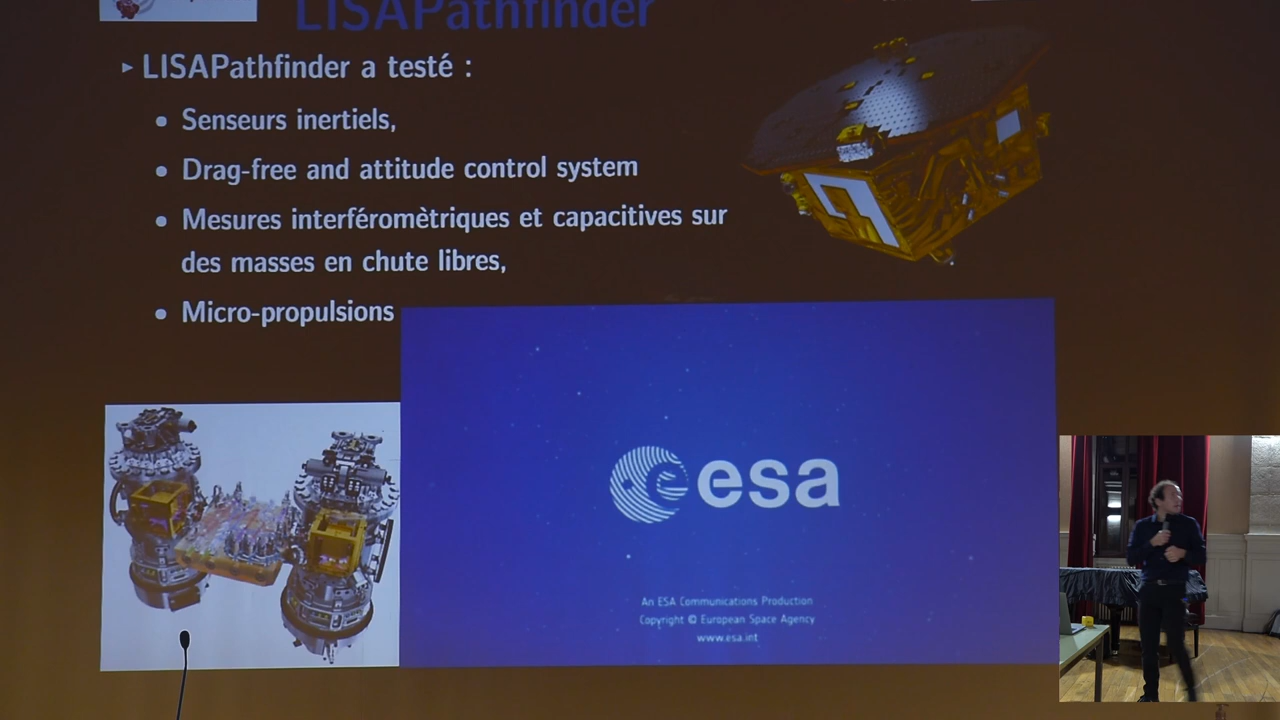 LISAPathfinder
▸ LISAPathfinder a testé :
• Senseurs inertiels,
• Drag-free and attitude control system
• Mesures interféromètriques et capacitives sur
des masses en chute libres,
• Micro-propulsions
esa
An ESA Communications Production
Copyright © European Space Agency
www.esa.int